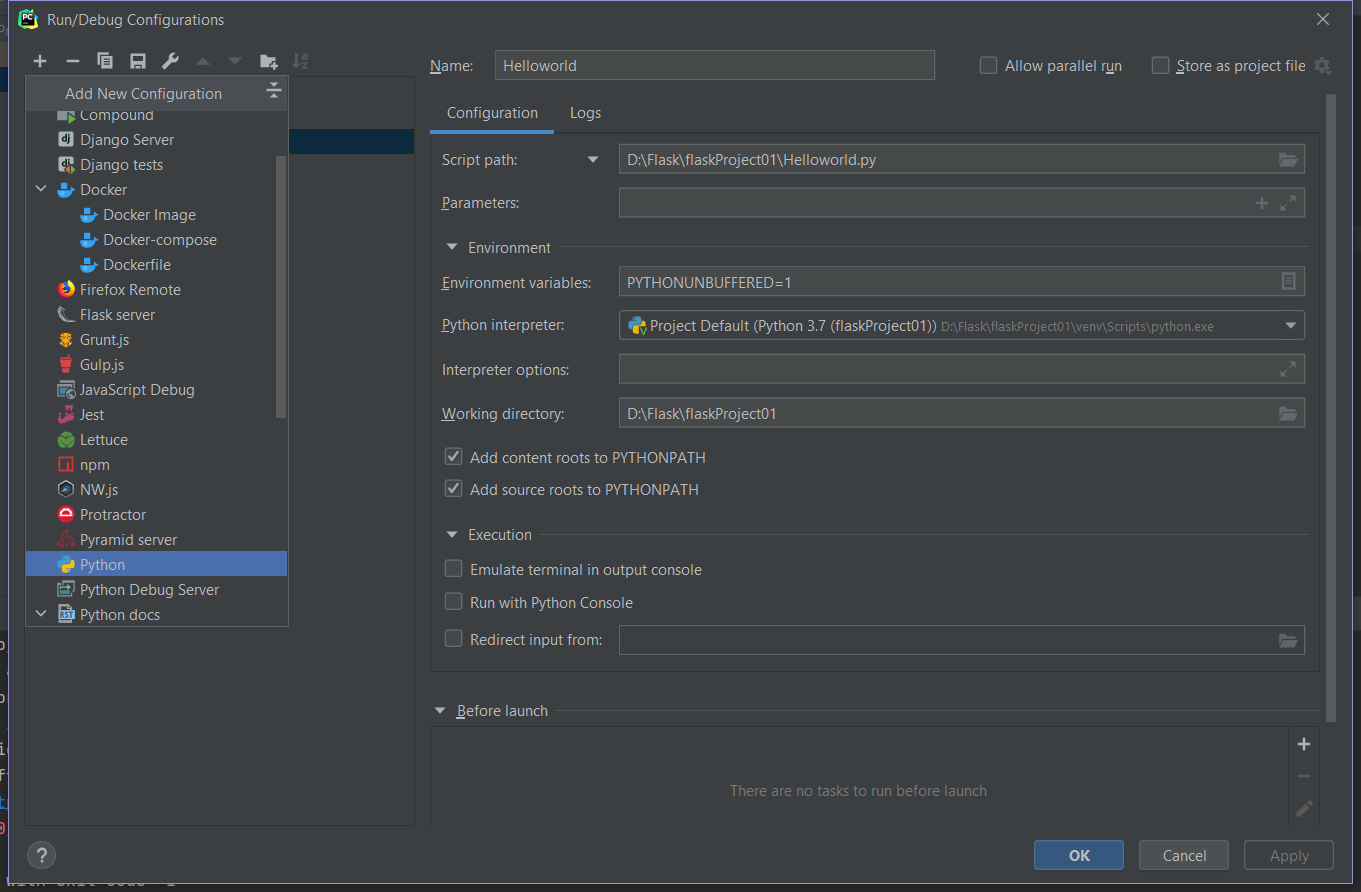 Run/Debug Configurations
Add New Configuration
Compound
Django Server
Django tests
Docker
Docker Image
Docker-compose
Dockerfile
Firefox Remote
Flask server
Grunt.js
Gulp.js
JavaScript Debug
Jest
Lettuce
npm
NW.js
Protractor
Pyramid server
Python
Python Debug Server
Python docs
Name: Helloworld
Allow parallel run
Store as project file
Configuration Logs
Script path: D:\Flask\flaskProject01\Helloworld.py
Parameters:
Environment
Environment variables: PYTHONUNBUFFERED=1
Python interpreter: Project Default (Python 3.7 (flaskProject01)) D:\Flask\flaskProject01\venv\Scripts\python.exe
Interpreter options:
Working directory: D:\Flask\flaskProject01
Add content roots to PYTHONPATH
Add source roots to PYTHONPATH
Execution
Emulate terminal in output console
Run with Python Console
Redirect input from:
Before launch
There are no tasks to run before launch
?
OK Cancel Apply